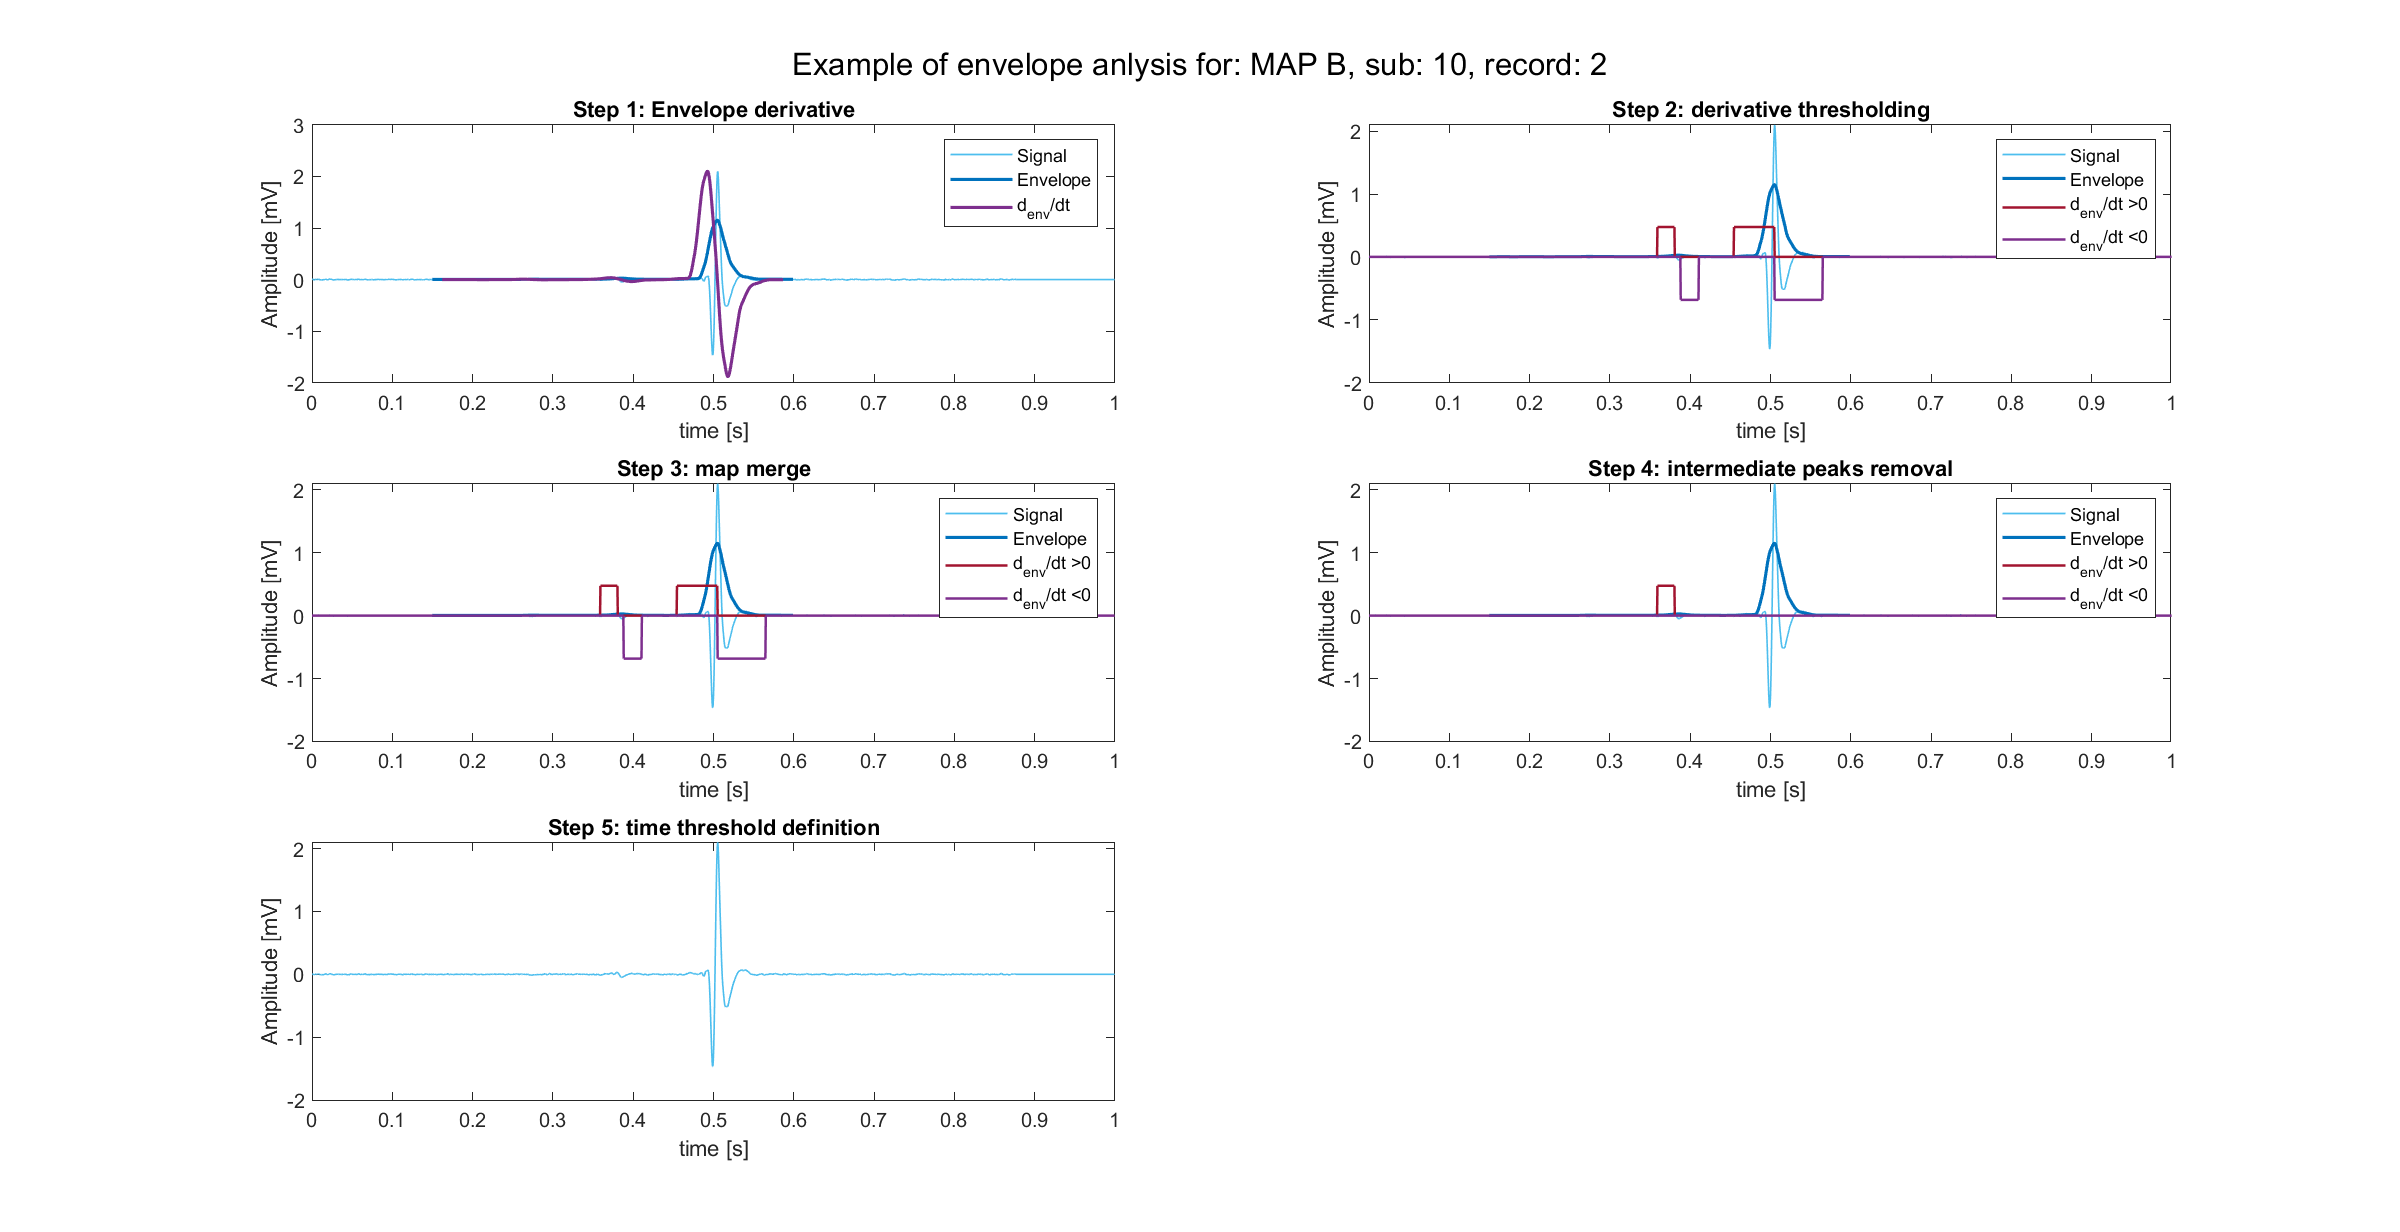 Example of envelope anlysis for: MAP B, sub: 10, record: 2
Step 1: Envelope derivative
3
2
1
0
-1
-2
Amplitude [mV]
0 0.1 0.2 0.3 0.4 0.5 0.6 0.7 0.8 0.9 1
time [s]
Signal
Envelope
d_env/dt
Step 2: derivative thresholding
2
1
0
-1
-2
Amplitude [mV]
0 0.1 0.2 0.3 0.4 0.5 0.6 0.7 0.8 0.9 1
time [s]
Signal
Envelope
d_env/dt >0
d_env/dt <0
Step 3: map merge
2
1
0
-1
-2
Amplitude [mV]
0 0.1 0.2 0.3 0.4 0.5 0.6 0.7 0.8 0.9 1
time [s]
Signal
Envelope
d_env/dt >0
d_env/dt <0
Step 4: intermediate peaks removal
2
1
0
-1
-2
Amplitude [mV]
0 0.1 0.2 0.3 0.4 0.5 0.6 0.7 0.8 0.9 1
time [s]
Signal
Envelope
d_env/dt >0
d_env/dt <0
Step 5: time threshold definition
2
1
0
-1
-2
Amplitude [mV]
0 0.1 0.2 0.3 0.4 0.5 0.6 0.7 0.8 0.9 1
time [s]